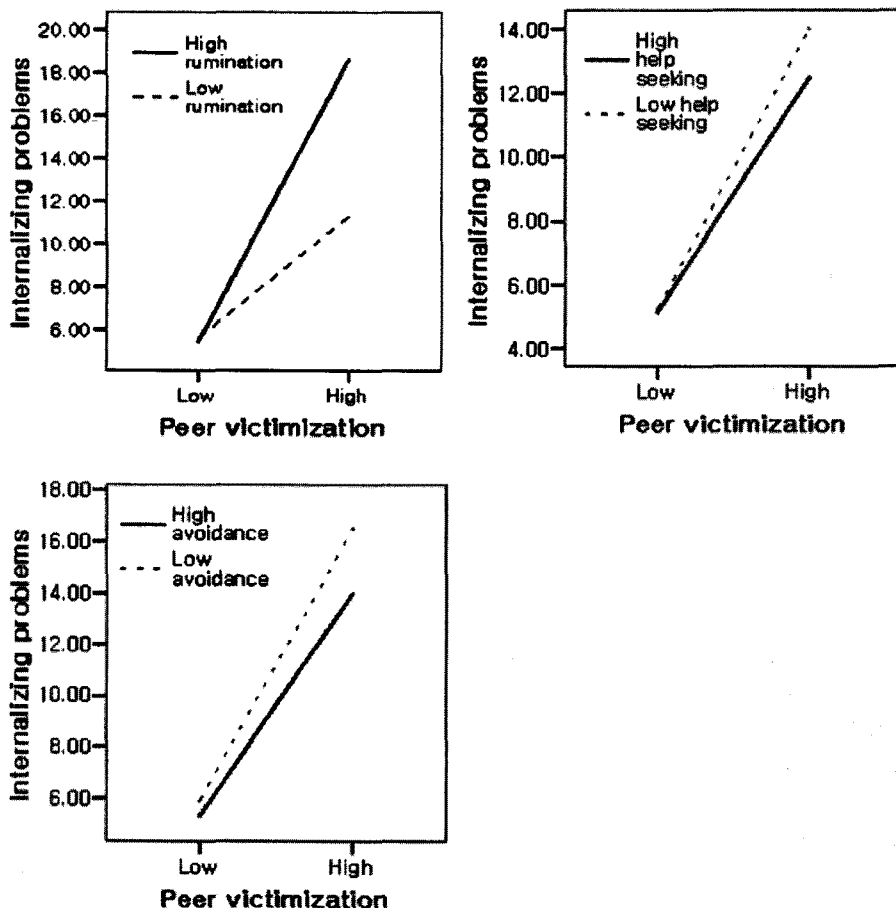 20.00
18.00
16.00
14.00
12.00
10.00
8.00
6.00
High
rumination
Low
rumination
Internalizing problems
Low
High
Peer victimization
14.00
12.00
10.00
8.00
6.00
4.00
High
help
seeking
Low help
seeking
Internalizing problems
Low
High
Peer victimization
18.00
16.00
14.00
12.00
10.00
8.00
6.00
High
avoidance
Low
avoidance
Internalizing problems
Low
High
Peer victimization